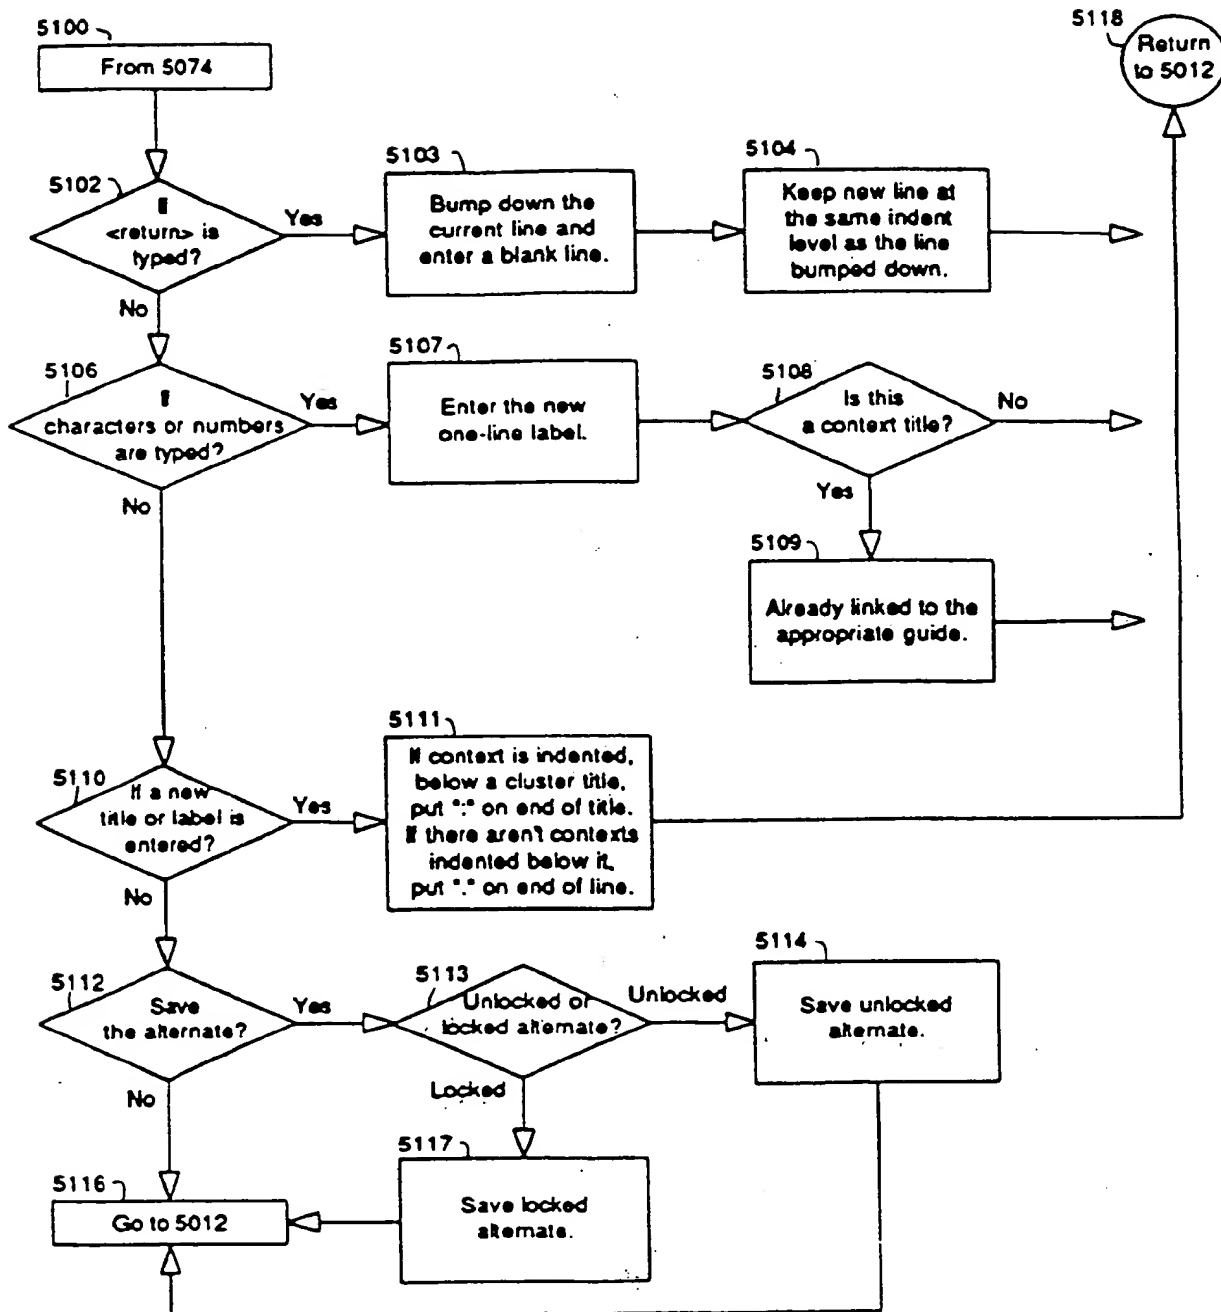 5100
From 5074
5118
Return
to 5012
5102
If
<return> is
typed?
Yes
No
5103
Bump down the
current line and
enter a blank line.
5104
Keep new line at
the same indent
level as the line
bumped down.
5106
If
characters or numbers
are typed?
Yes
No
5107
Enter the new
one-line label.
5108
Is this
a context title?
No
Yes
5109
Already linked to the
appropriate guide.
5110
If a new
title or label is
entered?
Yes
No
5111
If context is indented,
below a cluster title,
put ":" on end of title.
If there aren't contexts
indented below it,
put "." on end of line.
5112
Save
the alternate?
Yes
No
5113
Unlocked or
locked alternate?
Unlocked
Locked
5114
Save unlocked
alternate.
5117
Save locked
alternate.
5116
Go to 5012